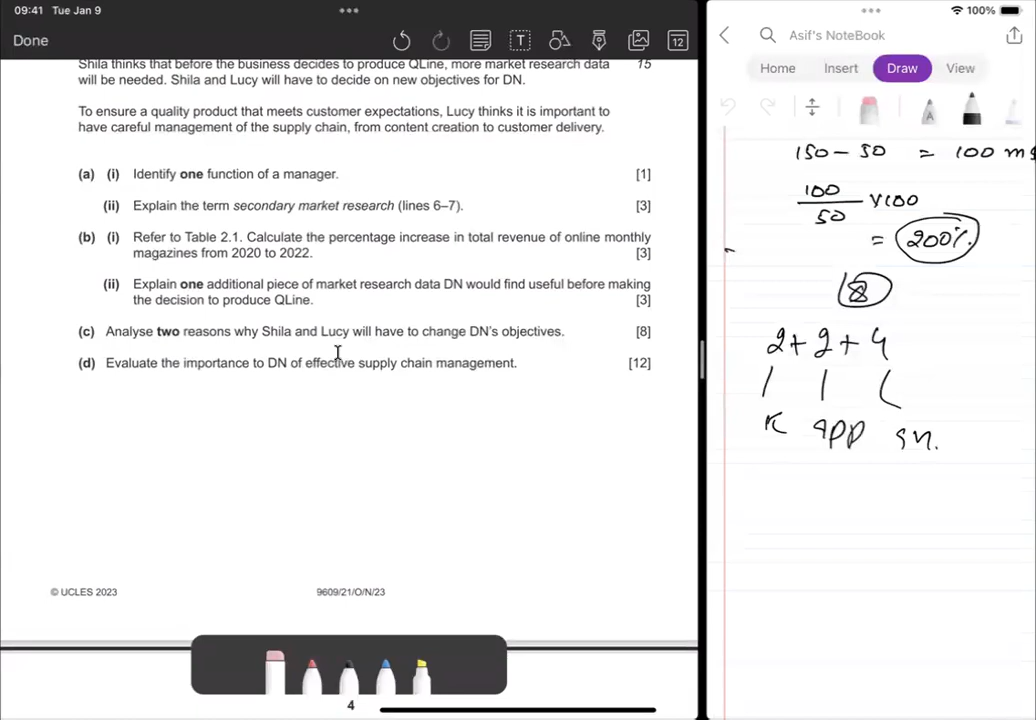 09:41 Tue Jan 9
100%
Done
T
12
Asif's NoteBook
Home Insert Draw View
A
Shila thinks that before the business decides to produce QLine, more market research data 15
will be needed. Shila and Lucy will have to decide on new objectives for DN.
To ensure a quality product that meets customer expectations, Lucy thinks it is important to
have careful management of the supply chain, from content creation to customer delivery.
(a) (i) Identify one function of a manager. [1]
(ii) Explain the term secondary market research (lines 6–7). [3]
(b) (i) Refer to Table 2.1. Calculate the percentage increase in total revenue of online monthly
magazines from 2020 to 2022. [3]
(ii) Explain one additional piece of market research data DN would find useful before making
the decision to produce QLine. [3]
(c) Analyse two reasons why Shila and Lucy will have to change DN's objectives. [8]
(d) Evaluate the importance to DN of effective supply chain management. [12]
© UCLES 2023 9609/21/O/N/23
4
150 - 50 = 100 m$
100
50
x100
= 200%
8
2 + 2 + 4
K app an.